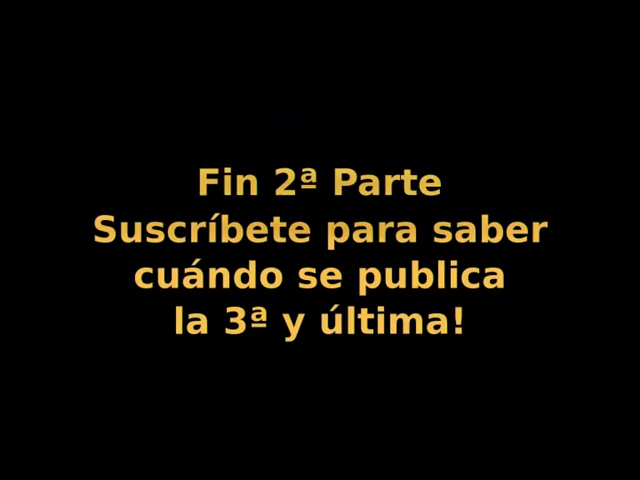 Fin 2ª Parte
Suscríbete para saber
cuándo se publica
la 3ª y última!